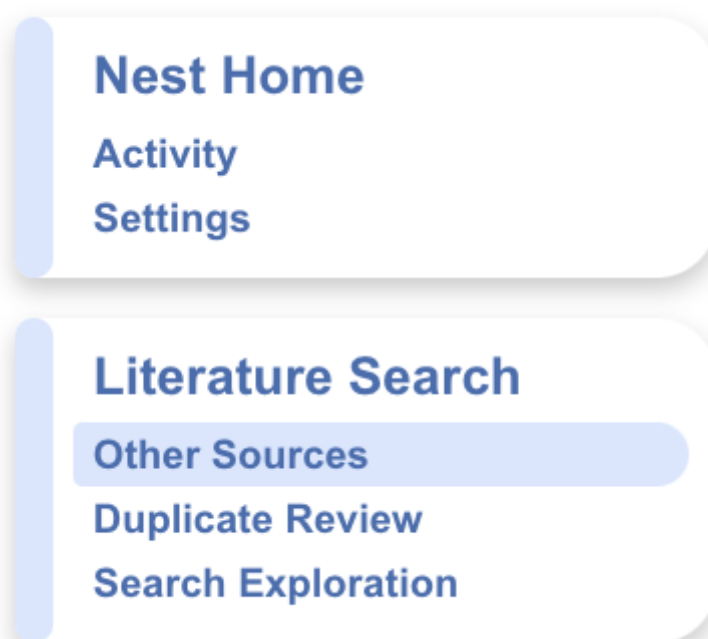 Nest Home
Activity
Settings
Literature Search
Other Sources
Duplicate Review
Search Exploration